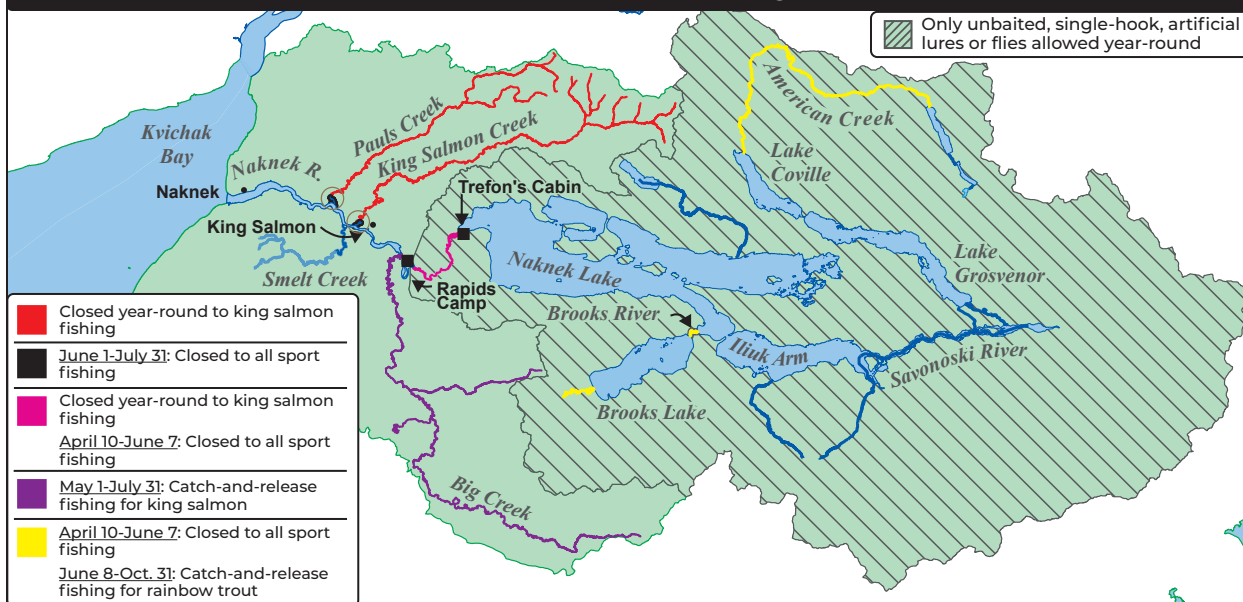 Only unbaited, single-hook, artificial
lures or flies allowed year-round
American Creek
Kvichak
Bay
Pauls Creek
King Salmon Creek
Lake
Coville
Naknek R.
Naknek
Trefon's Cabin
King Salmon
Smelt Creek
Naknek Lake
Lake
Grosvenor
Rapids
Camp
Brooks River
Iliuk Arm
Savonoski River
Brooks Lake
Big Creek
Closed year-round to king salmon
fishing
June 1-July 31: Closed to all sport
fishing
Closed year-round to king salmon
fishing
April 10-June 7: Closed to all sport
fishing
May 1-July 31: Catch-and-release
fishing for king salmon
April 10-June 7: Closed to all sport
fishing
June 8-Oct. 31: Catch-and-release
fishing for rainbow trout